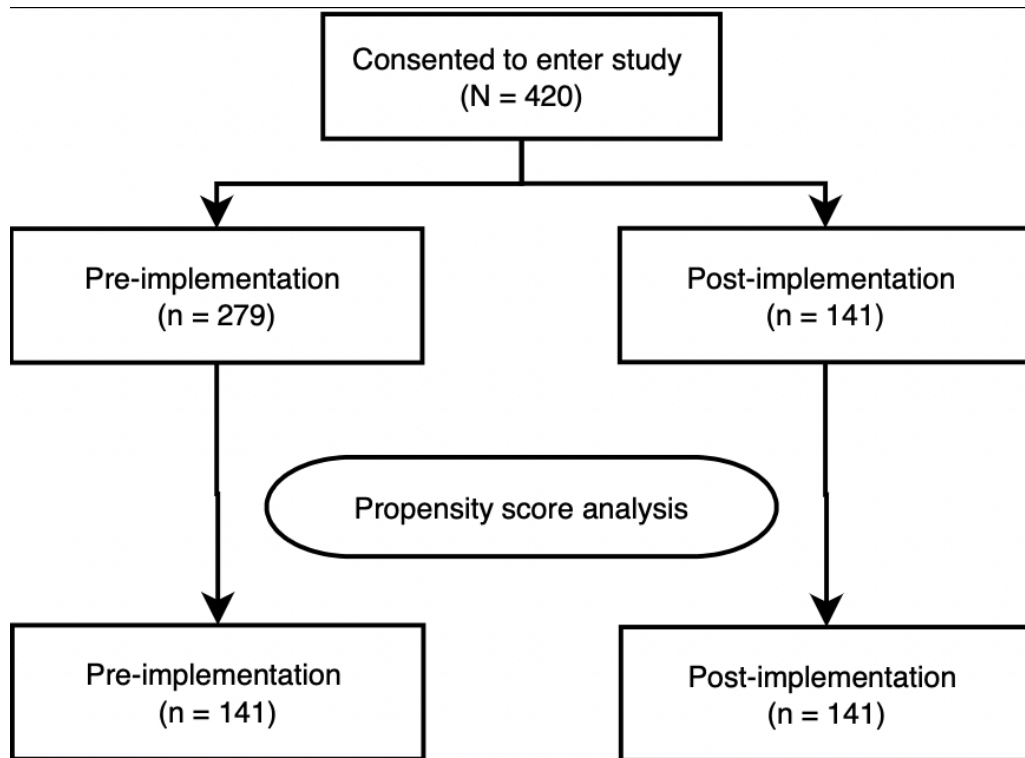 Consented to enter study
(N = 420)
Pre-implementation
(n = 279)
Post-implementation
(n = 141)
Propensity score analysis
Pre-implementation
(n = 141)
Post-implementation
(n = 141)